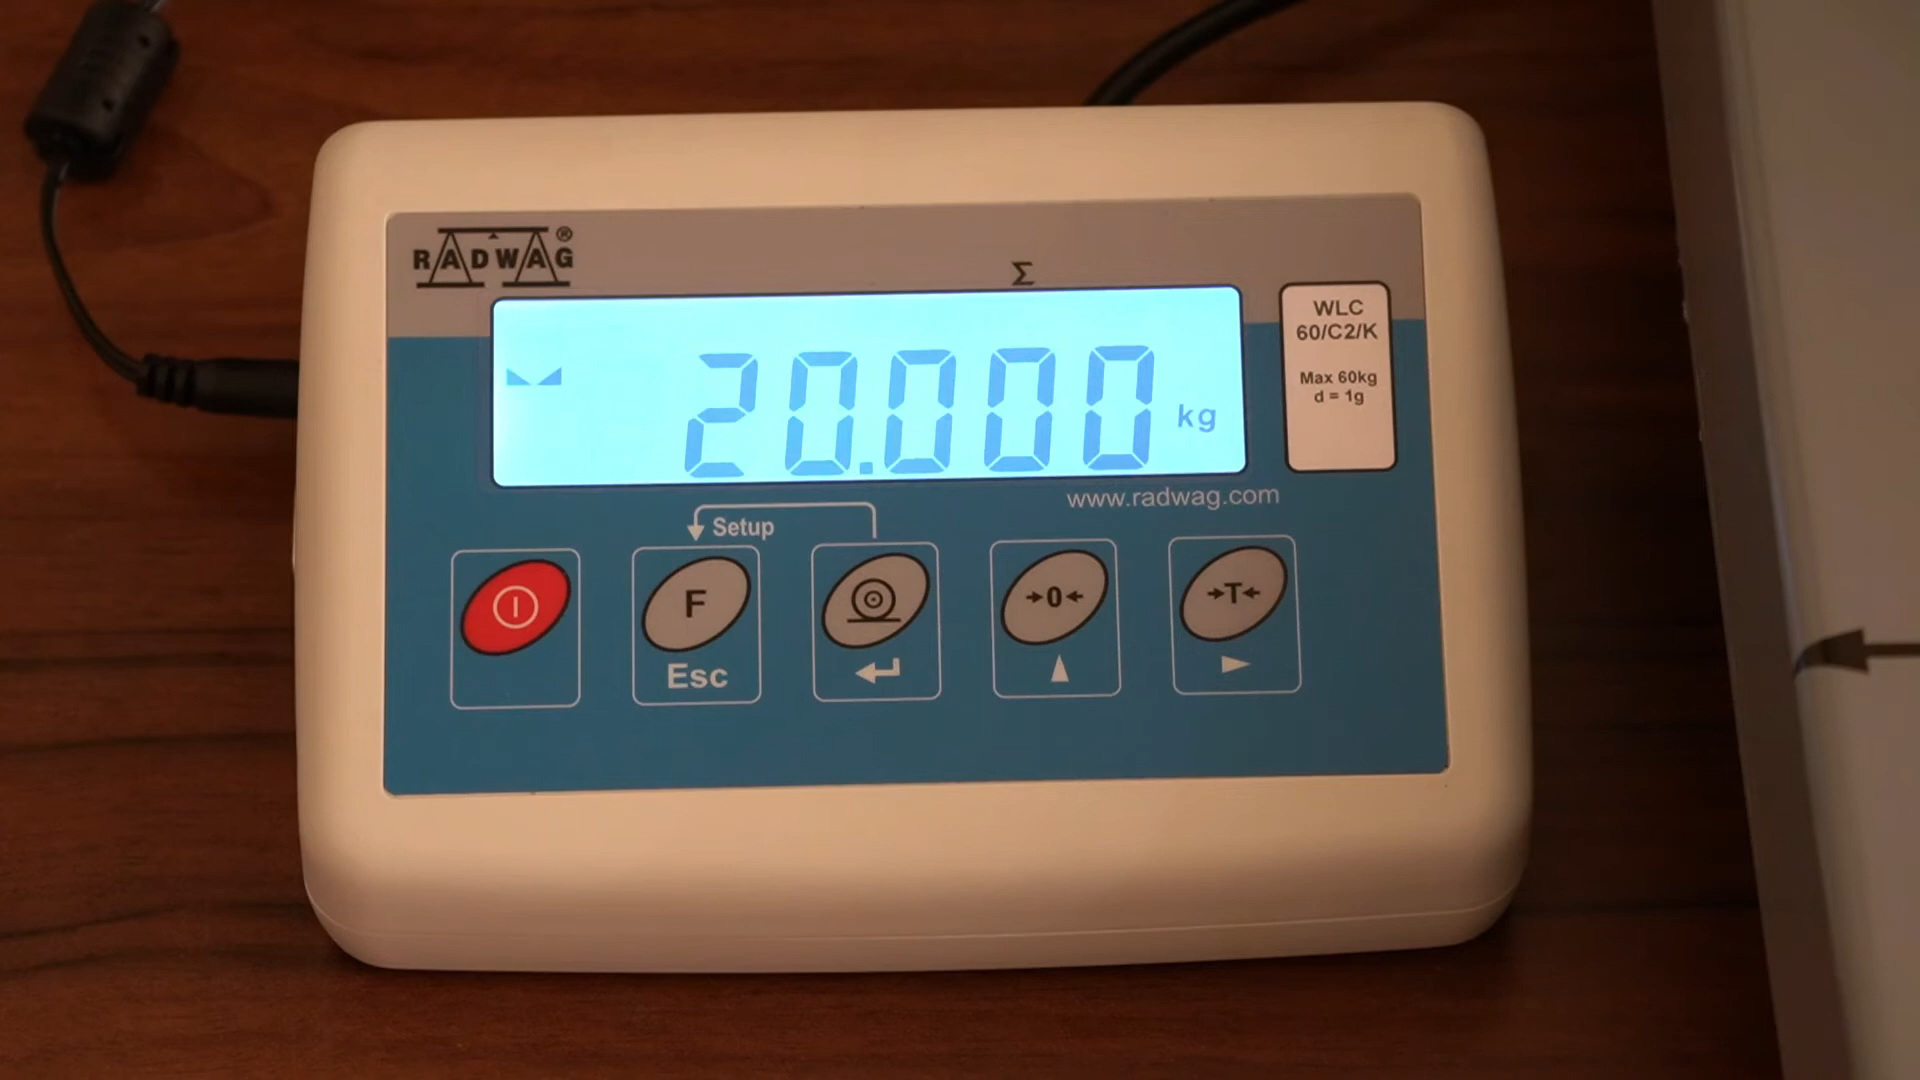 RADWAG®
Σ
20.000 kg
WLC
60/C2/K
Max 60kg
d = 1g
www.radwag.com
Setup
F
→0←
→T←
Esc